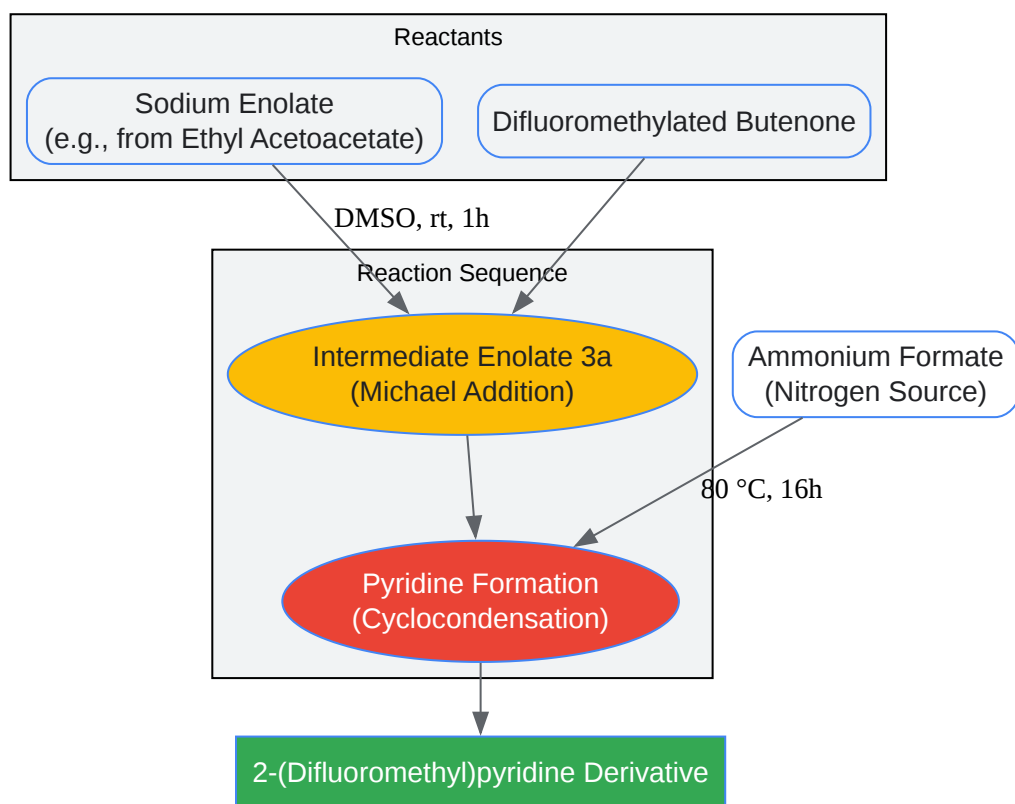 Reactants
Sodium Enolate
(e.g., from Ethyl Acetoacetate)
Difluoromethylated Butenone
DMSO, rt, 1h
Reaction Sequence
Intermediate Enolate 3a
(Michael Addition)
Ammonium Formate
(Nitrogen Source)
80 °C, 16h
Pyridine Formation
(Cyclocondensation)
2-(Difluoromethyl)pyridine Derivative